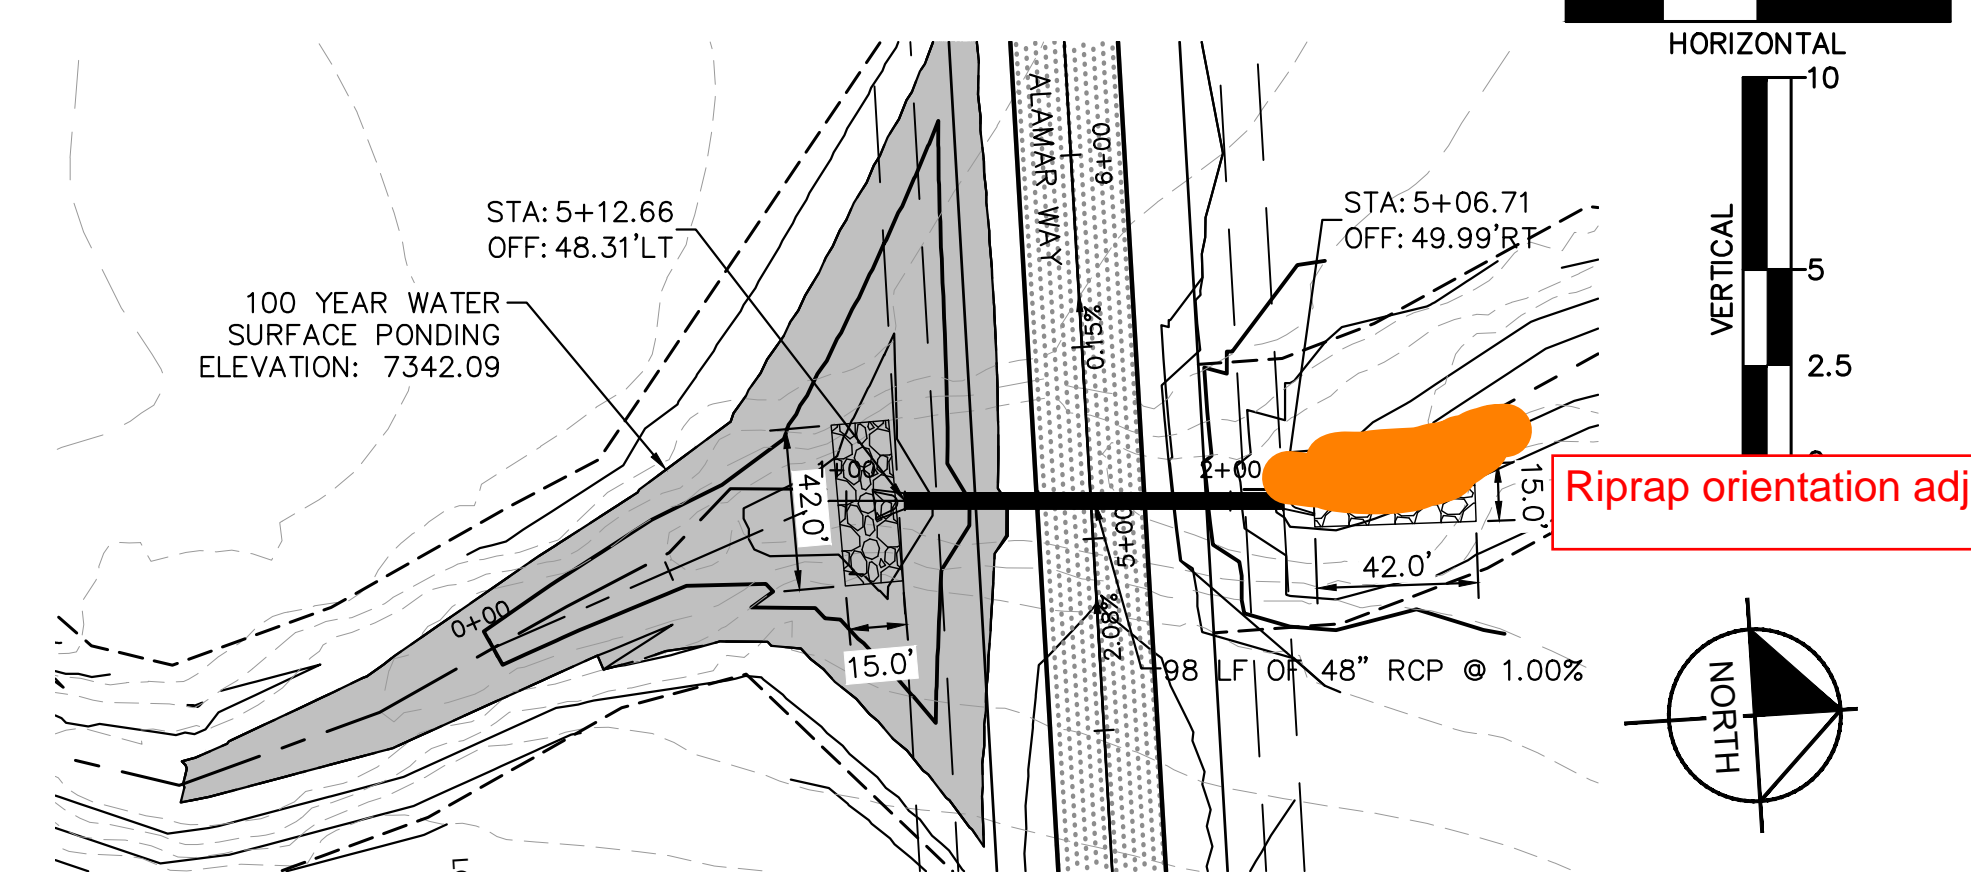 HORIZONTAL
10
5
2.5
VERTICAL
ALAMAR WAY
6+00
STA: 5+12.66
OFF: 48.31'LT
STA: 5+06.71
OFF: 49.99'RT
100 YEAR WATER
SURFACE PONDING
ELEVATION: 7342.09
0.15%
1+00
2+00
42.0'
15.0'
Riprap orientation adj
5+00
42.0'
0+00
2.08%
15.0'
98 LF OF 48" RCP @ 1.00%
NORTH